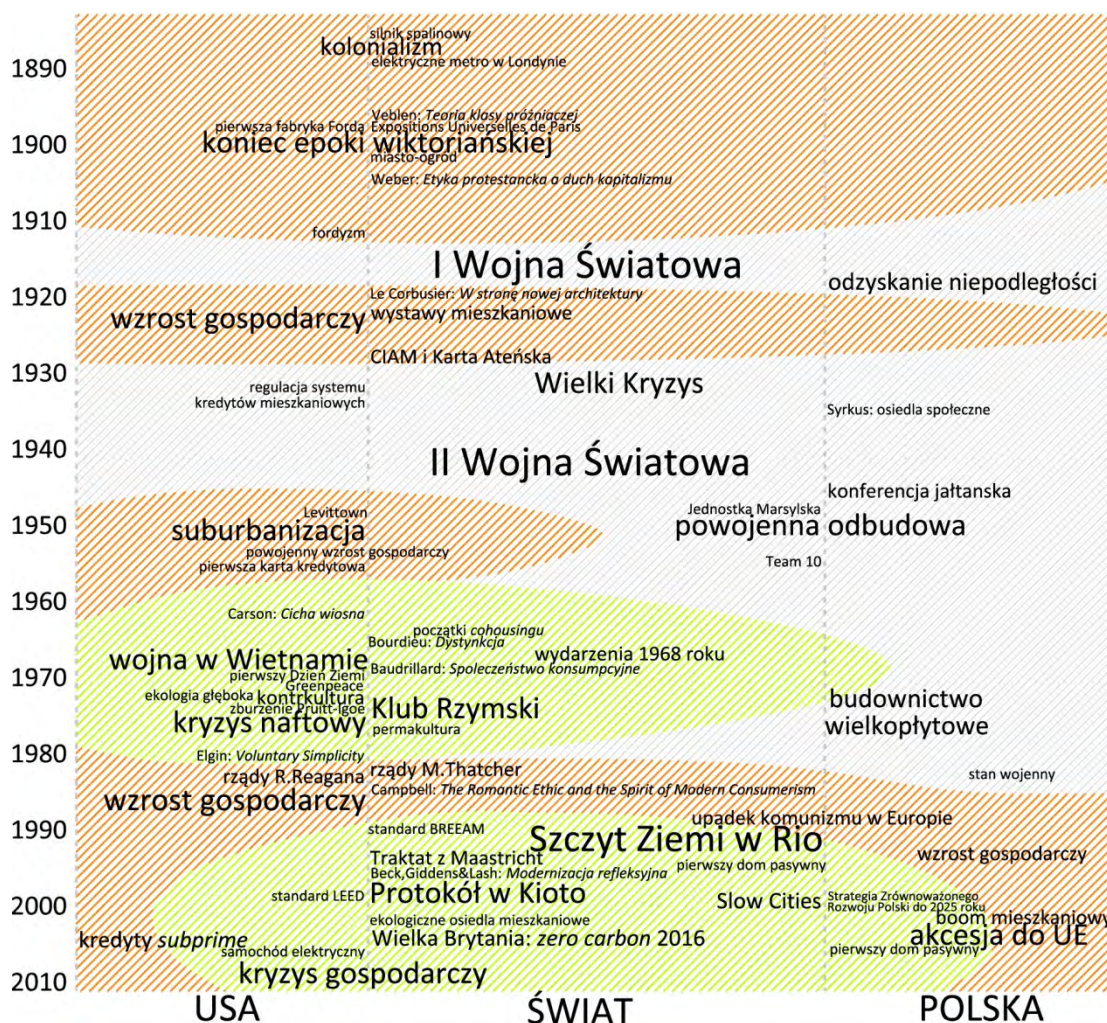 silnik spalinowy
kolonializm
1890
elektryczne metro w Londynie
Veblen: Teoria klasy próżniaczej
pierwsza fabryka Forda Expositions Universelles de Paris
1900
koniec epoki wiktoriańskiej
miasto-ogród
Weber: Etyka protestancka a duch kapitalizmu
1910
fordyzm
I Wojna Światowa
odzyskanie niepodległości
1920
Le Corbusier: W stronę nowej architektury
wzrost gospodarczy
wystawy mieszkaniowe
CIAM i Karta Ateńska
1930
Wielki Kryzys
regulacja systemu
kredytów mieszkaniowych
Syrkus: osiedla społeczne
1940
II Wojna Światowa
konferencja jałtanska
Levittown
Jednostka Marsylska
1950
suburbanizacja
powojenna odbudowa
powojenny wzrost gospodarczy
pierwsza karta kredytowa
Team 10
1960
Carson: Cicha wiosna
początki cohousingu
Bourdieu: Dystynkcja
wydarzenia 1968 roku
wojna w Wietnamie
Baudrillard: Społeczeństwo konsumpcyjne
pierwszy Dzień Ziemi
1970
Greenpeace
ekologia głęboka
kontrkultura
budownictwo
wielkopłytowe
zburzenie Pruitt-Igoe
Klub Rzymski
kryzys naftowy
permakultura
1980
Elgin: Voluntary Simplicity
rządy R.Reagana
rządy M.Thatcher
stan wojenny
wzrost gospodarczy
Campbell: The Romantic Ethic and the Spirit of Modern Consumerism
upadek komunizmu w Europie
1990
standard BREEAM
Szczyt Ziemi w Rio
Traktat z Maastricht
pierwszy dom pasywny
wzrost gospodarczy
Beck,Giddens&Lash: Modernizacja refleksyjna
standard LEED
Protokół w Kioto
Slow Cities
Strategia Zrównoważonego
Rozwoju Polski do 2025 roku
2000
ekologiczne osiedla mieszkaniowe
boom mieszkaniowy
kredyty subprime
Wielka Brytania: zero carbon 2016
akcesja do UE
samochód elektryczny
pierwszy dom pasywny
kryzys gospodarczy
2010
USA
ŚWIAT
POLSKA